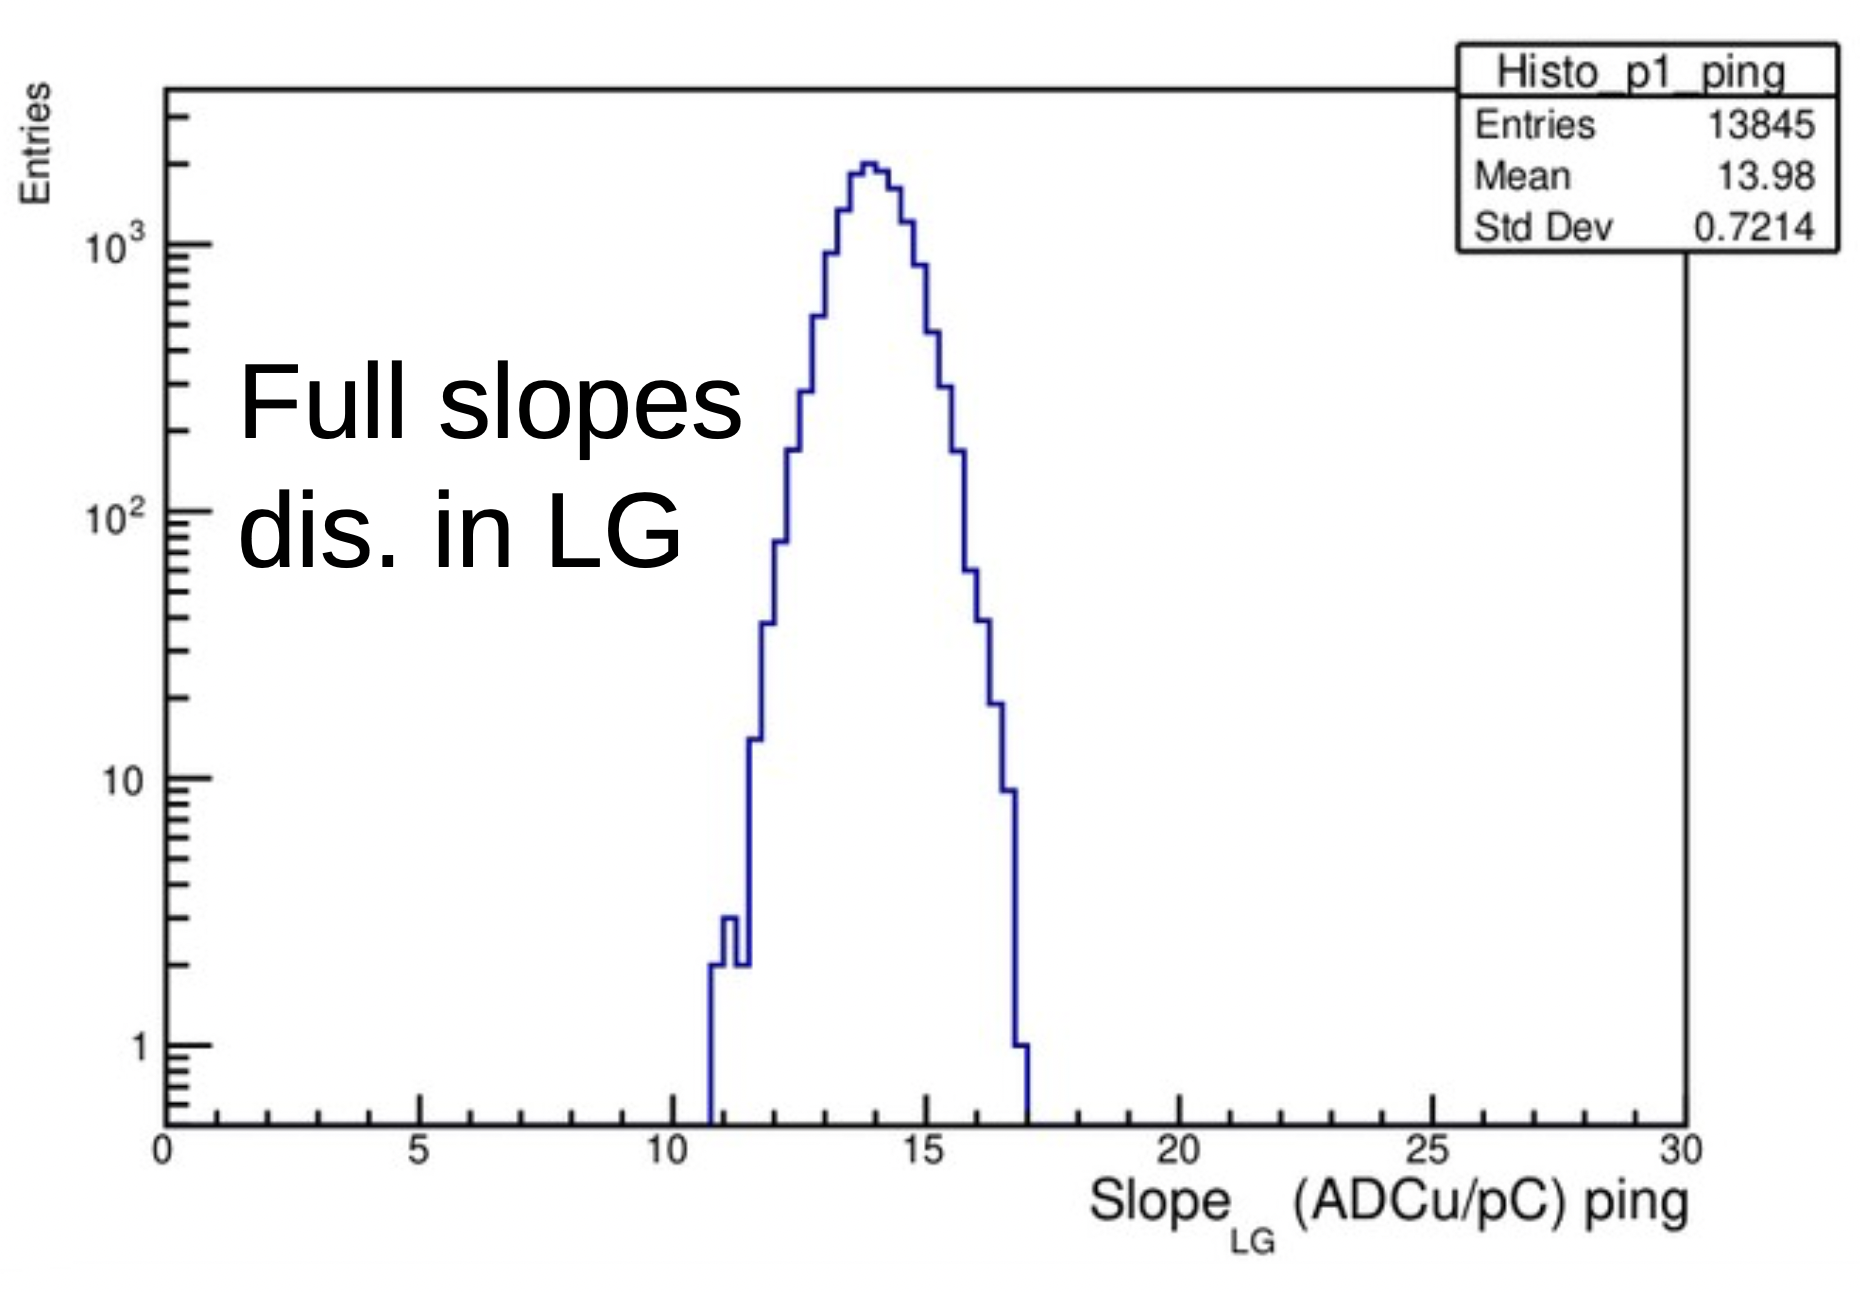 Histo_p1_ping
Entries 13845
Mean 13.98
Std Dev 0.7214
Entries
10³
10²
10
1
Full slopes
dis. in LG
0 5 10 15 20 25 30
Slope_LG (ADCu/pC) ping